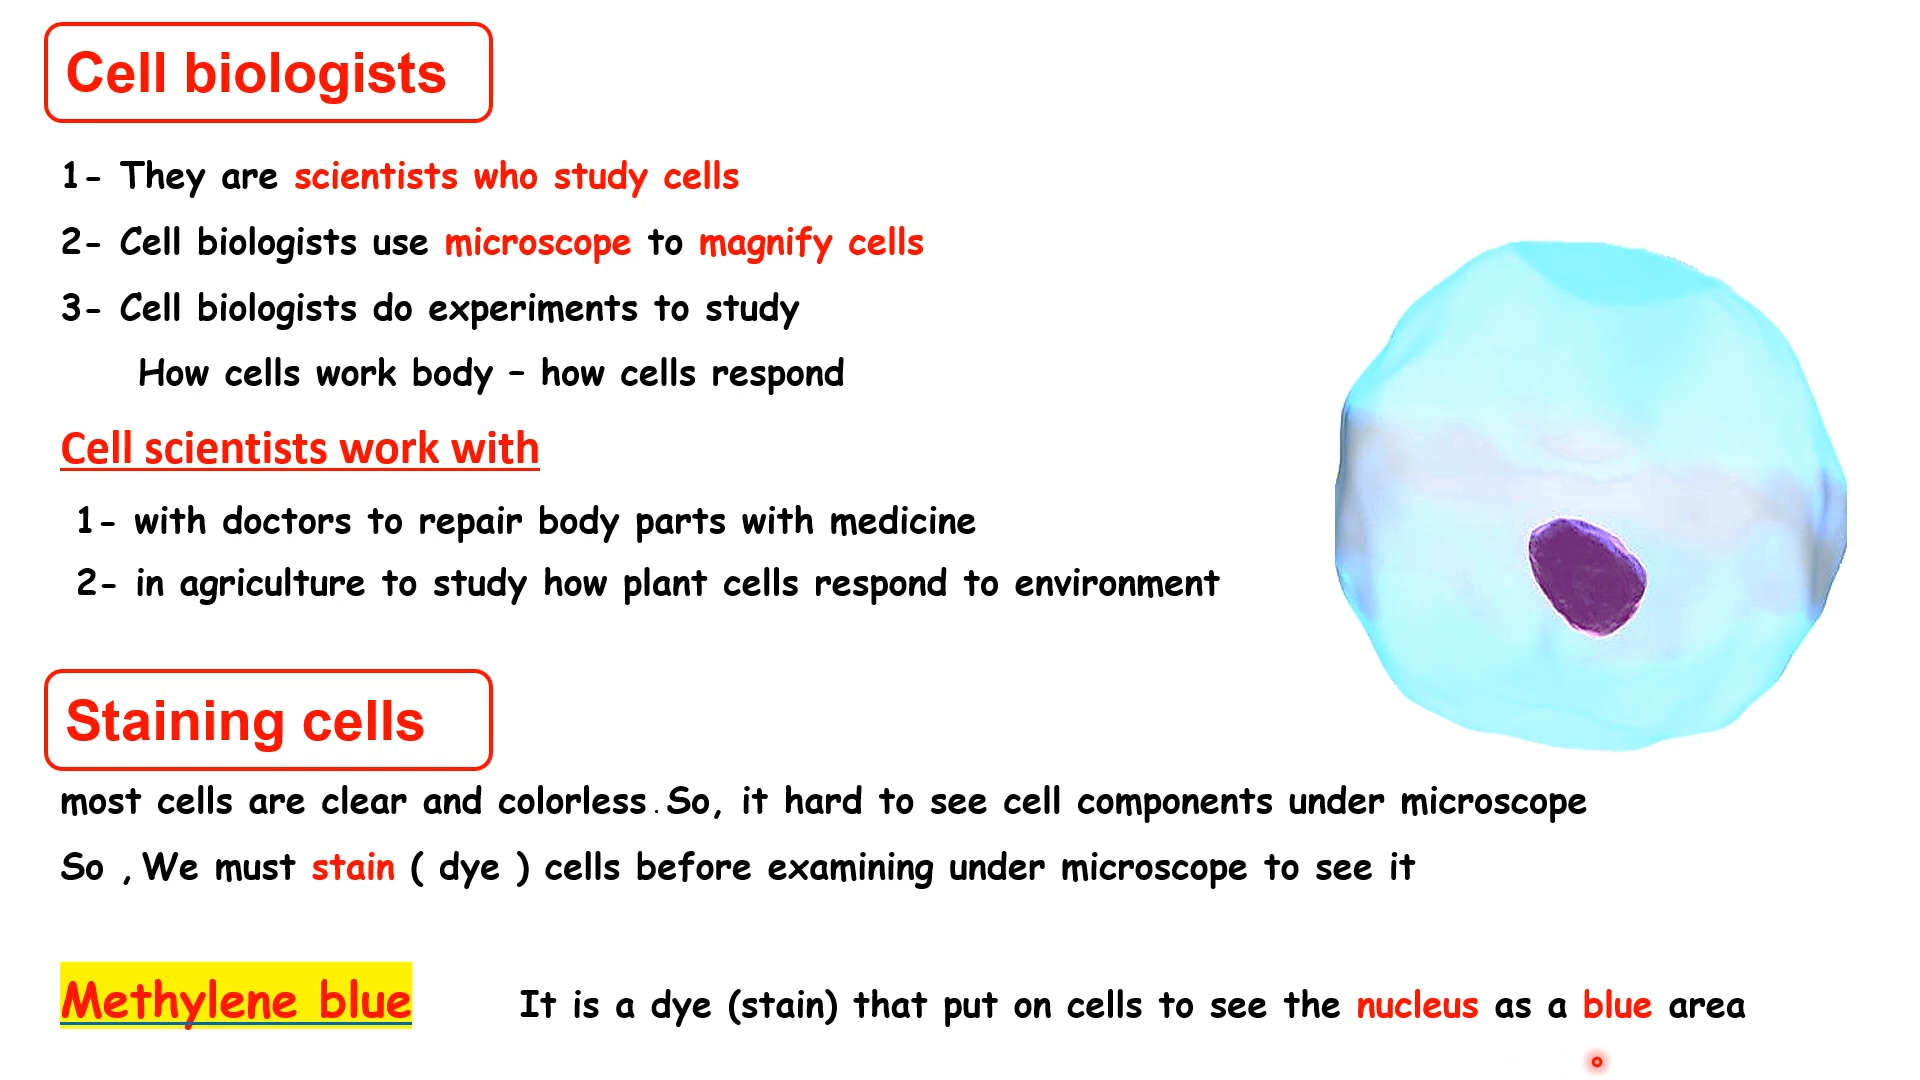 Cell biologists
1- They are scientists who study cells
2- Cell biologists use microscope to magnify cells
3- Cell biologists do experiments to study
How cells work body – how cells respond
Cell scientists work with
1- with doctors to repair body parts with medicine
2- in agriculture to study how plant cells respond to environment
Staining cells
most cells are clear and colorless . So, it hard to see cell components under microscope
So , We must stain ( dye ) cells before examining under microscope to see it
Methylene blue It is a dye (stain) that put on cells to see the nucleus as a blue area